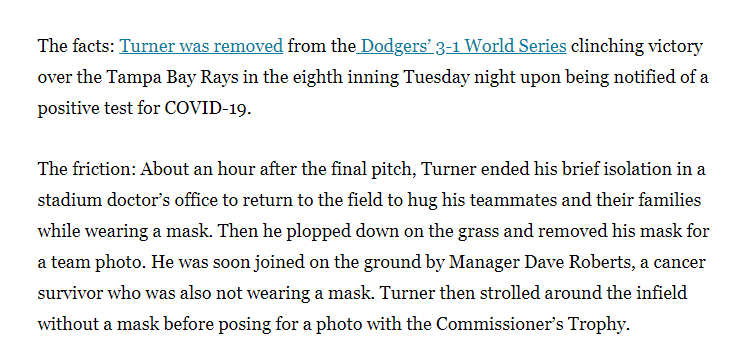 The facts: Turner was removed from the Dodgers’ 3-1 World Series clinching victory
over the Tampa Bay Rays in the eighth inning Tuesday night upon being notified of a
positive test for COVID-19.
The friction: About an hour after the final pitch, Turner ended his brief isolation in a
stadium doctor’s office to return to the field to hug his teammates and their families
while wearing a mask. Then he plopped down on the grass and removed his mask for
a team photo. He was soon joined on the ground by Manager Dave Roberts, a cancer
survivor who was also not wearing a mask. Turner then strolled around the infield
without a mask before posing for a photo with the Commissioner’s Trophy.